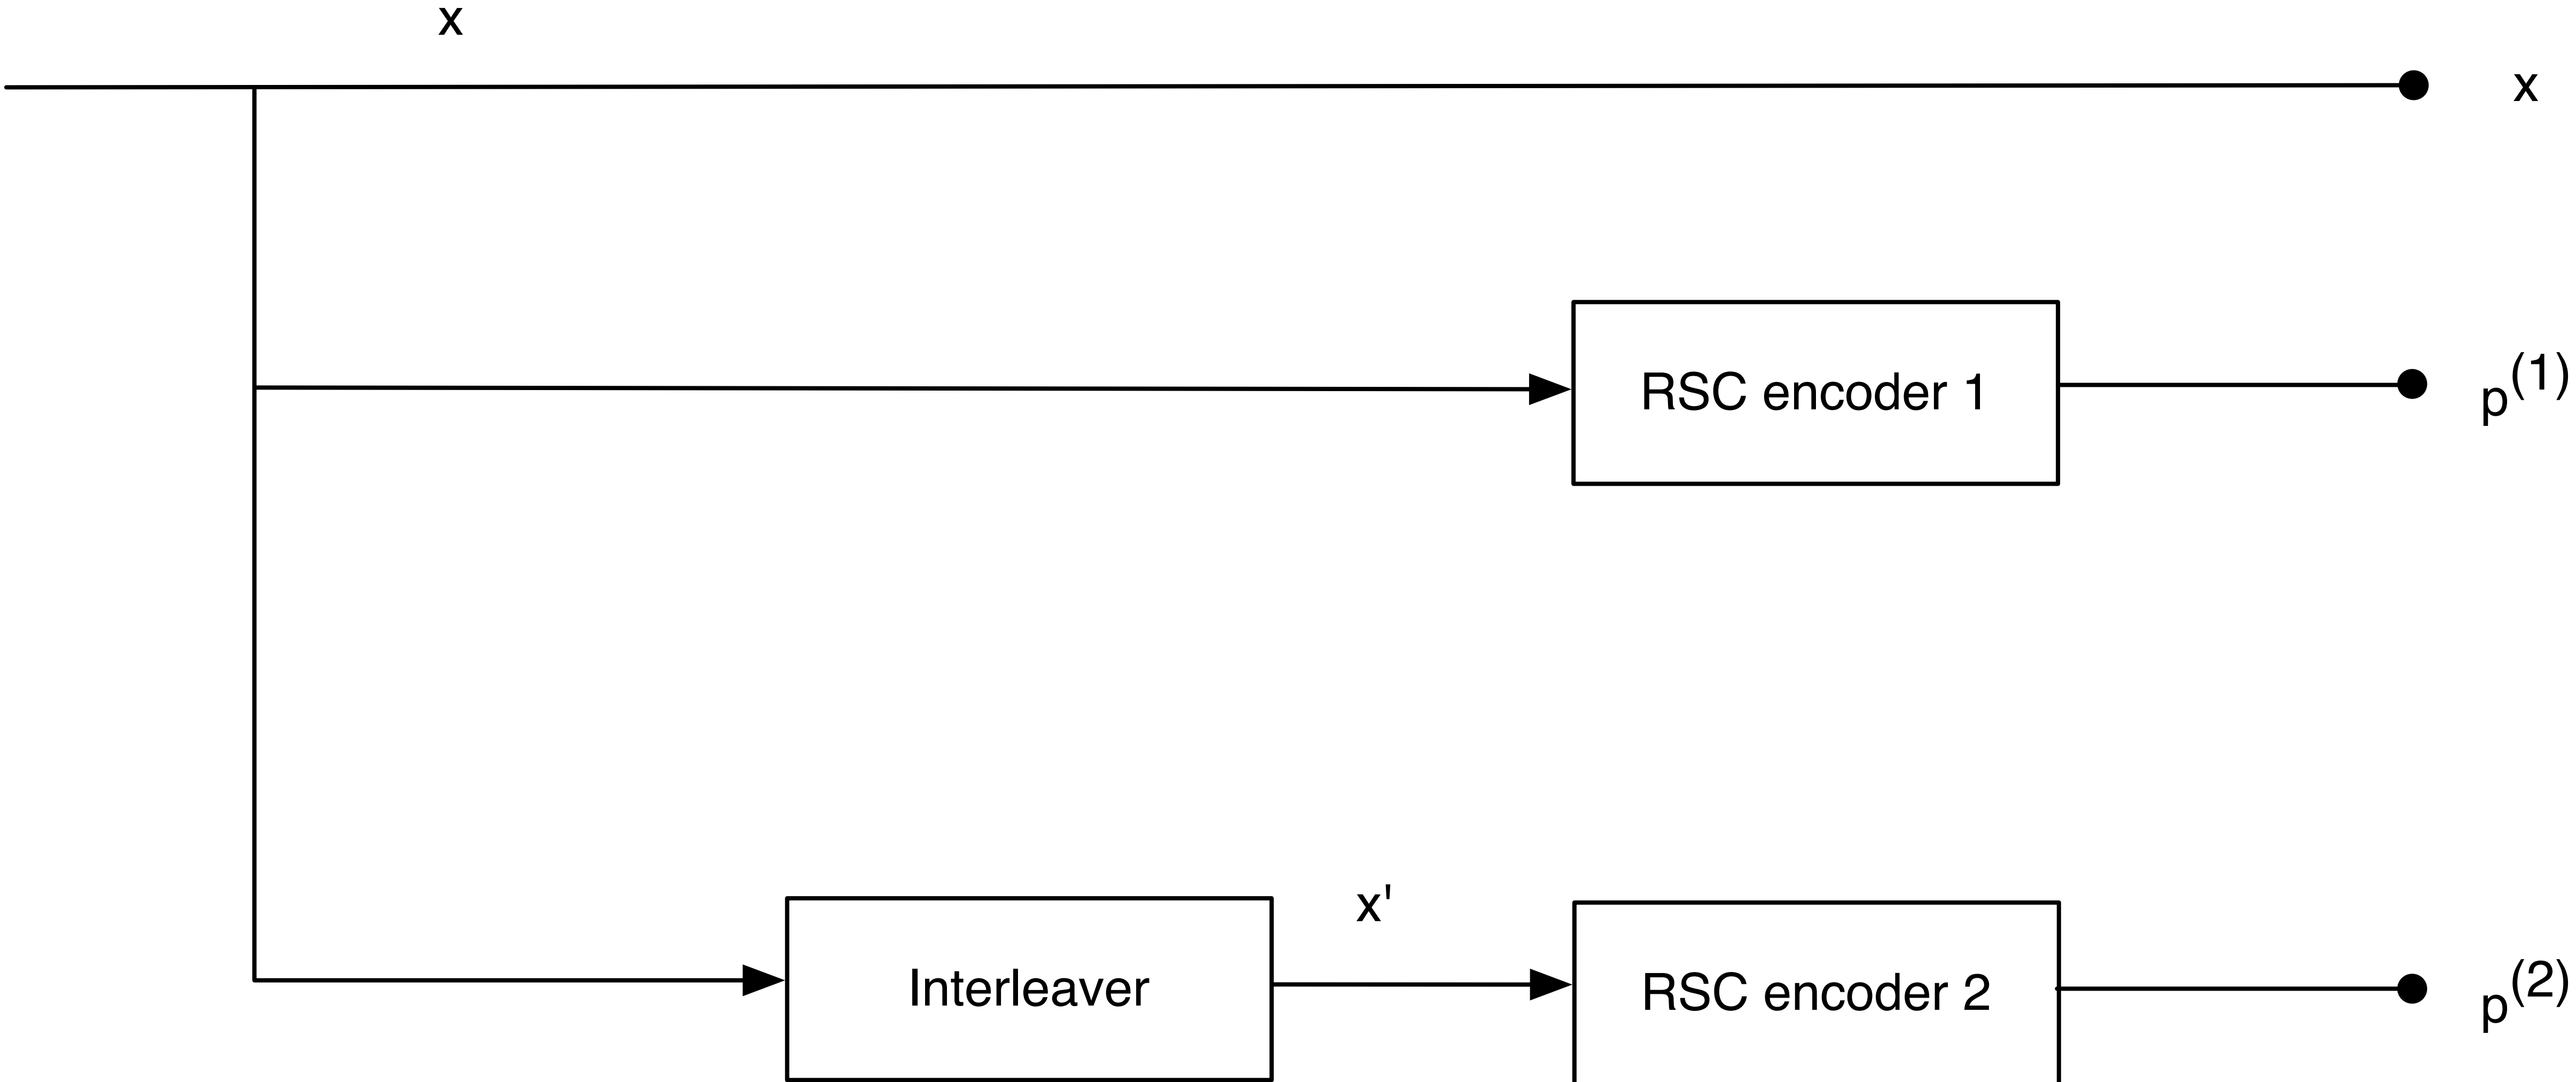 x
x
RSC encoder 1
p(1)
x'
Interleaver
RSC encoder 2
p(2)